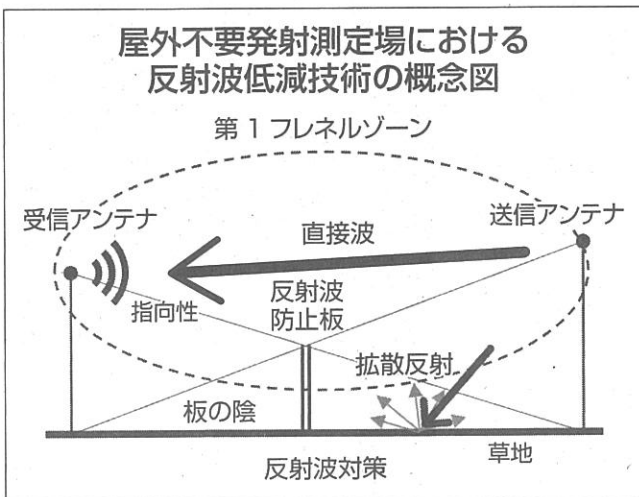 屋外不要発射測定場における
反射波低減技術の概念図
第1フレネルゾーン
受信アンテナ
送信アンテナ
直接波
指向性
反射波
防止板
拡散反射
板の陰
草地
反射波対策